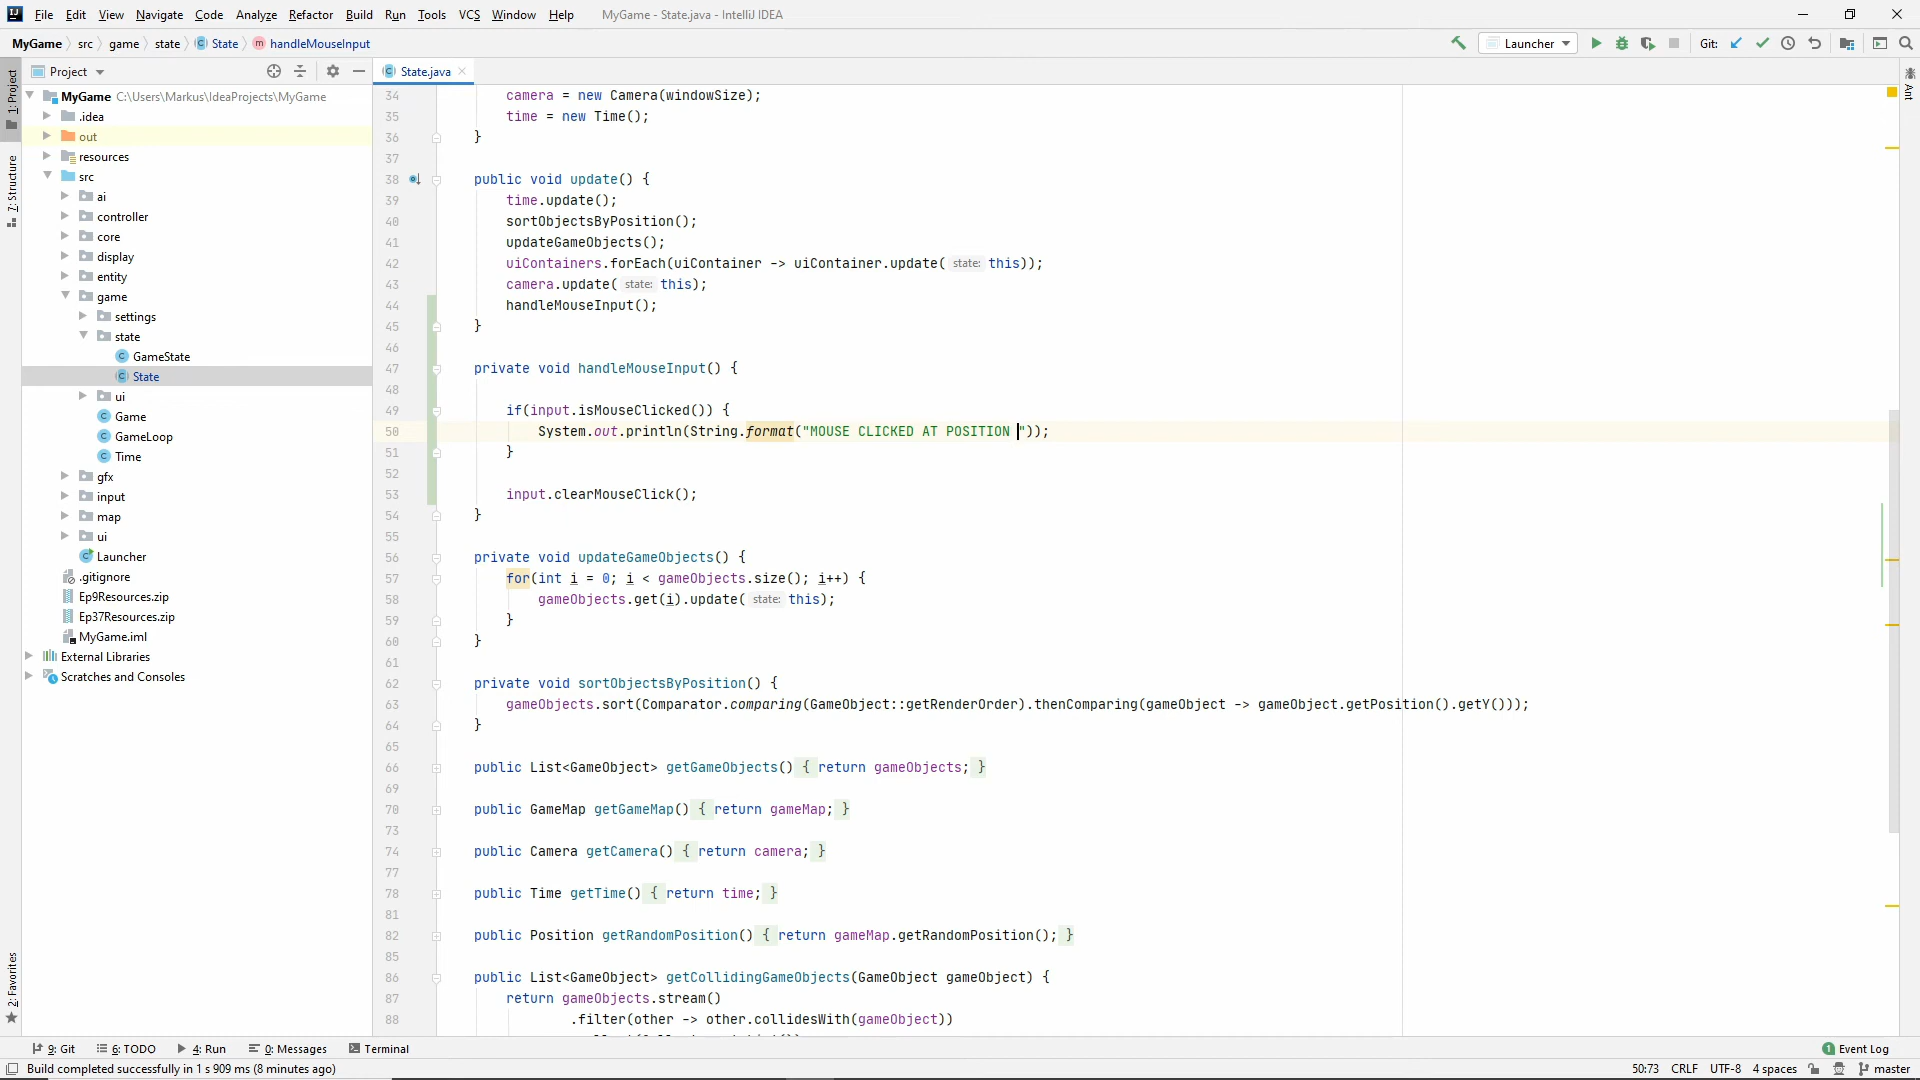 File Edit View Navigate Code Analyze Refactor Build Run Tools VCS Window Help MyGame - State.java - IntelliJ IDEA
MyGame src game state State handleMouseInput Launcher Git:
Project
State.java
1: Project
7: Structure
2: Favorites
Ant
MyGame C:\Users\Markus\IdeaProjects\MyGame
.idea
out
resources
src
ai
controller
core
display
entity
game
settings
state
GameState
State
ui
Game
GameLoop
Time
gfx
input
map
ui
Launcher
.gitignore
Ep9Resources.zip
Ep37Resources.zip
MyGame.iml
External Libraries
Scratches and Consoles
34 camera = new Camera(windowSize);
35 time = new Time();
36 }
37
38 public void update() {
39 time.update();
40 sortObjectsByPosition();
41 updateGameObjects();
42 uiContainers.forEach(uiContainer -> uiContainer.update( state: this));
43 camera.update( state: this);
44 handleMouseInput();
45 }
46
47 private void handleMouseInput() {
48
49 if(input.isMouseClicked()) {
50 System.out.println(String.format("MOUSE CLICKED AT POSITION "));
51 }
52
53 input.clearMouseClick();
54 }
55
56 private void updateGameObjects() {
57 for(int i = 0; i < gameObjects.size(); i++) {
58 gameObjects.get(i).update( state: this);
59 }
60 }
61
62 private void sortObjectsByPosition() {
63 gameObjects.sort(Comparator.comparing(GameObject::getRenderOrder).thenComparing(gameObject -> gameObject.getPosition().getY()));
64 }
65
66 public List<GameObject> getGameObjects() { return gameObjects; }
69
70 public GameMap getGameMap() { return gameMap; }
73
74 public Camera getCamera() { return camera; }
77
78 public Time getTime() { return time; }
81
82 public Position getRandomPosition() { return gameMap.getRandomPosition(); }
85
86 public List<GameObject> getCollidingGameObjects(GameObject gameObject) {
87 return gameObjects.stream()
88 .filter(other -> other.collidesWith(gameObject))
9: Git 6: TODO 4: Run 0: Messages Terminal 1 Event Log
Build completed successfully in 1 s 909 ms (8 minutes ago) 50:73 CRLF UTF-8 4 spaces master